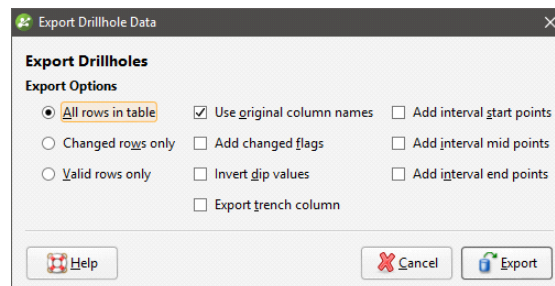 Export Drillhole Data
Export Drillholes
Export Options
All rows in table
Use original column names
Add interval start points
Changed rows only
Add changed flags
Add interval mid points
Valid rows only
Invert dip values
Add interval end points
Export trench column
Help
Cancel
Export